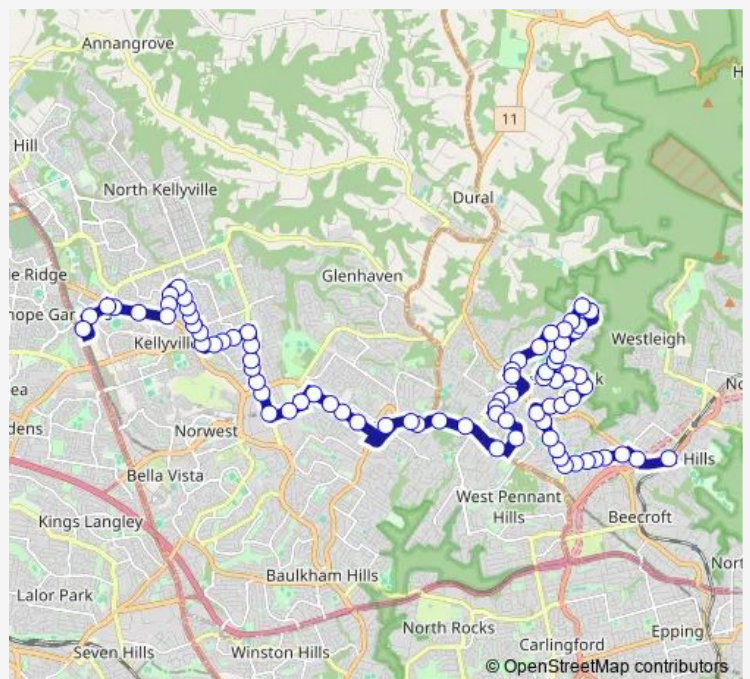 Annangrove
H
11
Hill
North Kellyville
Dural
Glenhaven
e Ridge
hope Gar
Westleigh
Kellyville
k
ea
No
dens
Norwest
Hills
Bella Vista
West Pennant
Hills
Kings Langley
Beecroft
Nort
Baulkham Hills
Lalor Park
North Rocks
Epping
Carlingford
Seven Hills
Winston Hills
© OpenStreetMap contributors